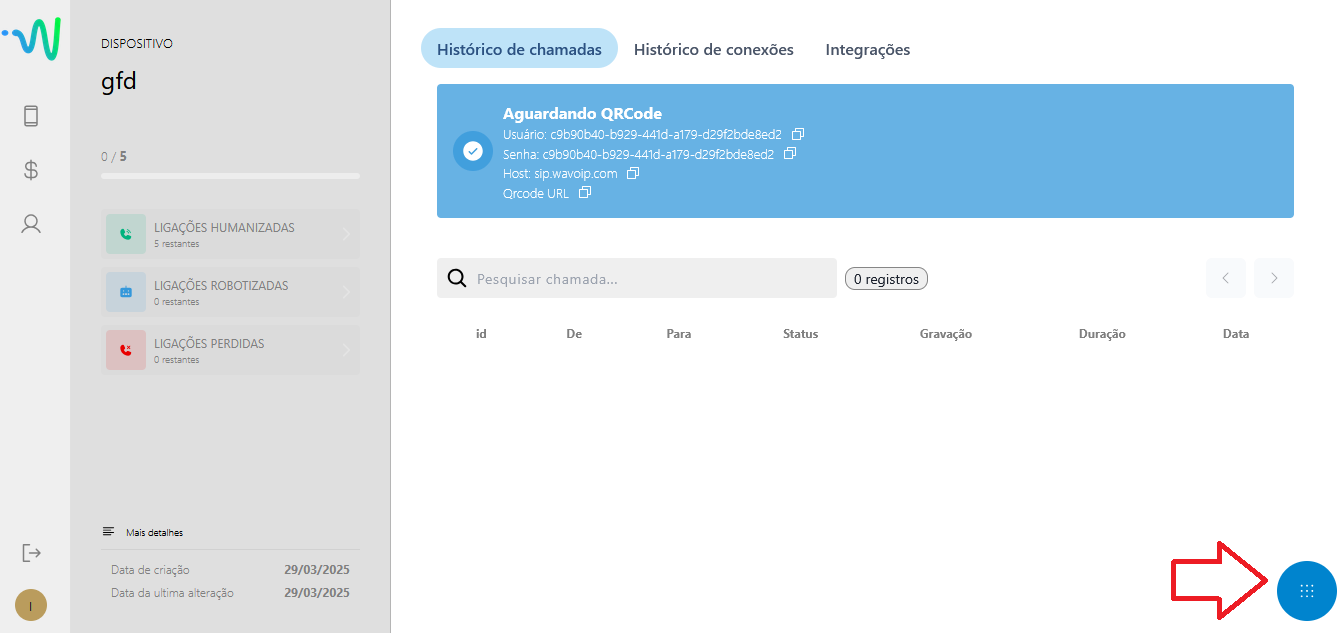 DISPOSITIVO
gfd
0 / 5
LIGAÇÕES HUMANIZADAS
5 restantes
LIGAÇÕES ROBOTIZADAS
0 restantes
LIGAÇÕES PERDIDAS
0 restantes
Mais detalhes
Data de criação 29/03/2025
Data da ultima alteração 29/03/2025
I
Histórico de chamadas Histórico de conexões Integrações
Aguardando QRCode
Usuário: c9b90b40-b929-441d-a179-d29f2bde8ed2
Senha: c9b90b40-b929-441d-a179-d29f2bde8ed2
Host: sip.wavoip.com
Qrcode URL
Pesquisar chamada... 0 registros
id De Para Status Gravação Duração Data